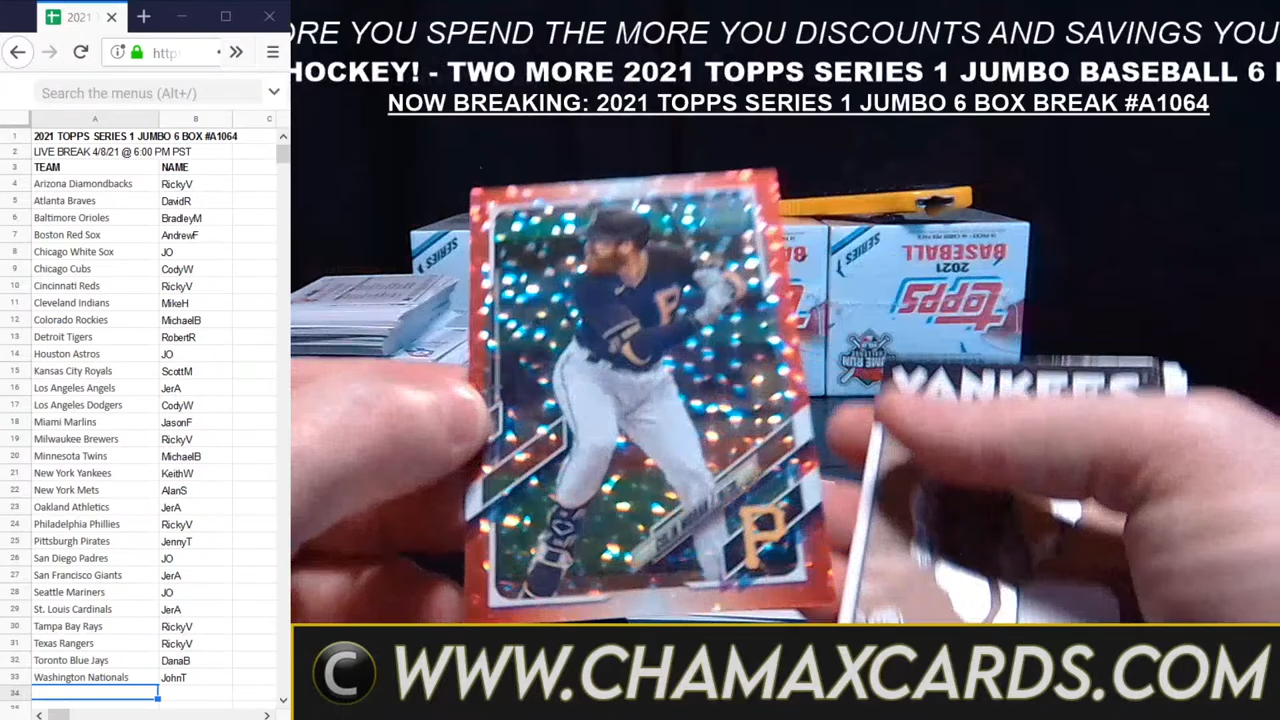 2021
http:
Search the menus (Alt+/)
A B C
1 2021 TOPPS SERIES 1 JUMBO 6 BOX #A1064
2 LIVE BREAK 4/8/21 @ 6:00 PM PST
3 TEAM NAME
4 Arizona Diamondbacks RickyV
5 Atlanta Braves DavidR
6 Baltimore Orioles BradleyM
7 Boston Red Sox AndrewF
8 Chicago White Sox JO
9 Chicago Cubs CodyW
10 Cincinnati Reds RickyV
11 Cleveland Indians MikeH
12 Colorado Rockies MichaelB
13 Detroit Tigers RobertR
14 Houston Astros JO
15 Kansas City Royals ScottM
16 Los Angeles Angels JerA
17 Los Angeles Dodgers CodyW
18 Miami Marlins JasonF
19 Milwaukee Brewers RickyV
20 Minnesota Twins MichaelB
21 New York Yankees KeithW
22 New York Mets AlanS
23 Oakland Athletics JerA
24 Philadelphia Phillies RickyV
25 Pittsburgh Pirates JennyT
26 San Diego Padres JO
27 San Francisco Giants JerA
28 Seattle Mariners JO
29 St. Louis Cardinals JerA
30 Tampa Bay Rays RickyV
31 Texas Rangers RickyV
32 Toronto Blue Jays DanaB
33 Washington Nationals JohnT
34
ORE YOU SPEND THE MORE YOU DISCOUNTS AND SAVINGS YOU
HOCKEY! - TWO MORE 2021 TOPPS SERIES 1 JUMBO BASEBALL 6
NOW BREAKING: 2021 TOPPS SERIES 1 JUMBO 6 BOX BREAK #A1064
SERIES 1
SERIES 1
2021
BASEBALL
Topps
P
P
YANKEES
C WWW.CHAMAXCARDS.COM